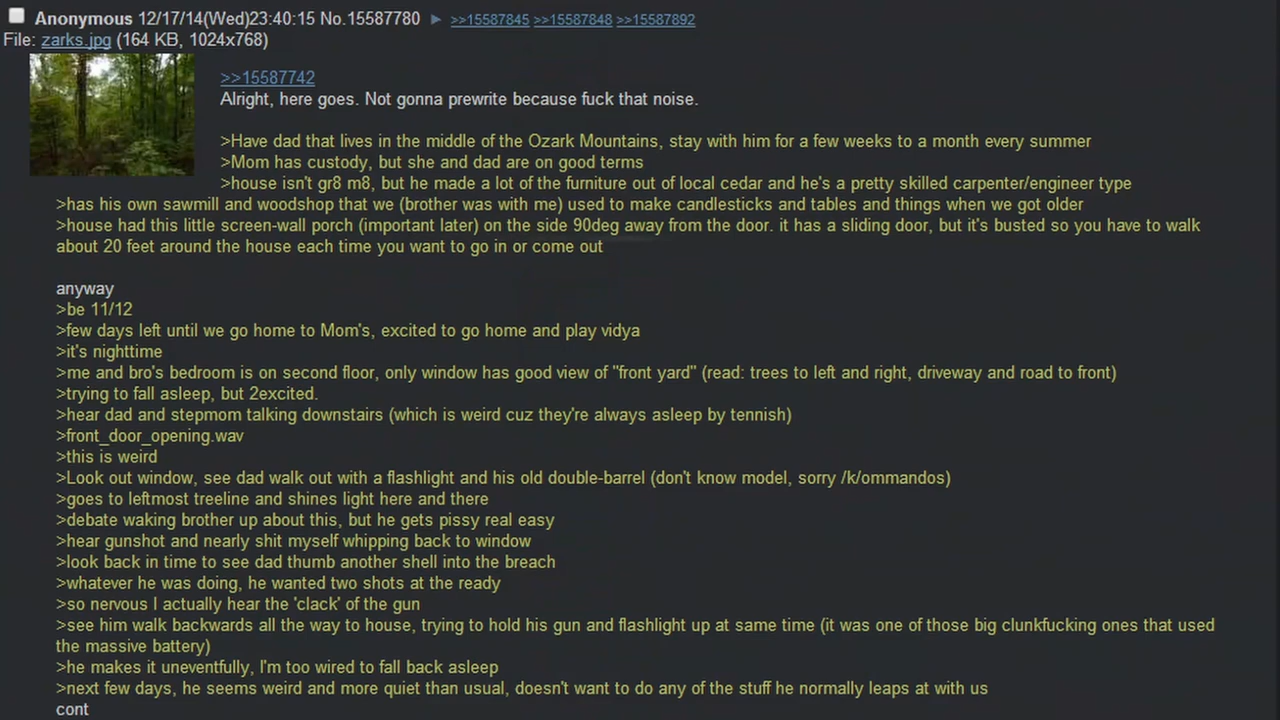 Anonymous 12/17/14(Wed)23:40:15 No.15587780 ▶ >>15587845 >>15587848 >>15587892
File: zarks.jpg (164 KB, 1024x768)
>>15587742
Alright, here goes. Not gonna prewrite because fuck that noise.
>Have dad that lives in the middle of the Ozark Mountains, stay with him for a few weeks to a month every summer
>Mom has custody, but she and dad are on good terms
>house isn't gr8 m8, but he made a lot of the furniture out of local cedar and he's a pretty skilled carpenter/engineer type
>has his own sawmill and woodshop that we (brother was with me) used to make candlesticks and tables and things when we got older
>house had this little screen-wall porch (important later) on the side 90deg away from the door. it has a sliding door, but it's busted so you have to walk
about 20 feet around the house each time you want to go in or come out
anyway
>be 11/12
>few days left until we go home to Mom's, excited to go home and play vidya
>it's nighttime
>me and bro's bedroom is on second floor, only window has good view of "front yard" (read: trees to left and right, driveway and road to front)
>trying to fall asleep, but 2excited.
>hear dad and stepmom talking downstairs (which is weird cuz they're always asleep by tennish)
>front_door_opening.wav
>this is weird
>Look out window, see dad walk out with a flashlight and his old double-barrel (don't know model, sorry /k/ommandos)
>goes to leftmost treeline and shines light here and there
>debate waking brother up about this, but he gets pissy real easy
>hear gunshot and nearly shit myself whipping back to window
>look back in time to see dad thumb another shell into the breach
>whatever he was doing, he wanted two shots at the ready
>so nervous I actually hear the 'clack' of the gun
>see him walk backwards all the way to house, trying to hold his gun and flashlight up at same time (it was one of those big clunkfucking ones that used
the massive battery)
>he makes it uneventfully, I'm too wired to fall back asleep
>next few days, he seems weird and more quiet than usual, doesn't want to do any of the stuff he normally leaps at with us
cont